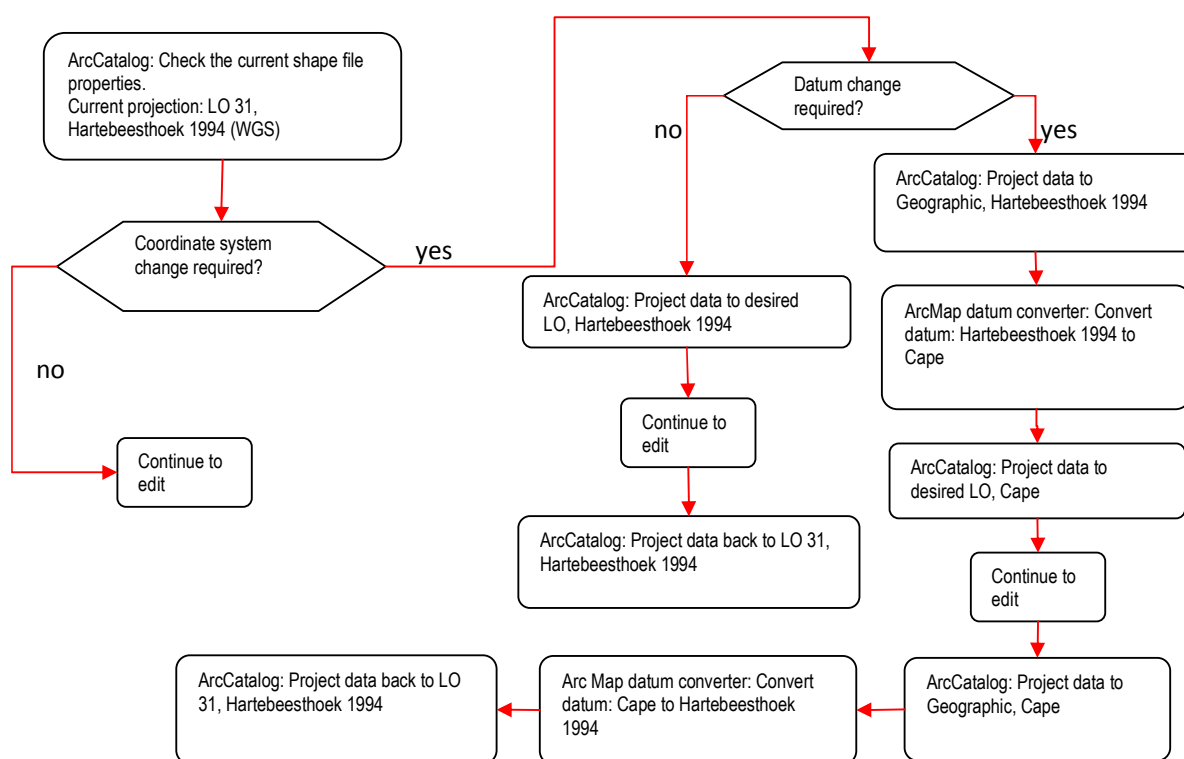 ArcCatalog: Check the current shape file
properties.
Current projection: LO 31,
Hartebeesthoek 1994 (WGS)
Coordinate system
change required?
no
Continue to
edit
yes
Datum change
required?
no
ArcCatalog: Project data to desired
LO, Hartebeesthoek 1994
Continue to
edit
ArcCatalog: Project data back to LO 31,
Hartebeesthoek 1994
yes
ArcCatalog: Project data to
Geographic, Hartebeesthoek 1994
ArcMap datum converter: Convert
datum: Hartebeesthoek 1994 to
Cape
ArcCatalog: Project data to
desired LO, Cape
Continue to
edit
ArcCatalog: Project data to
Geographic, Cape
Arc Map datum converter: Convert
datum: Cape to Hartebeesthoek
1994
ArcCatalog: Project data back to LO
31, Hartebeesthoek 1994